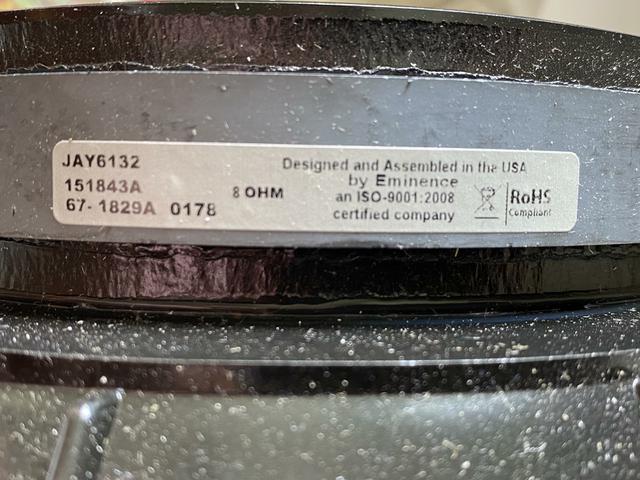 JAY6132
151843A
67-1829A 0178
8 OHM
Designed and Assembled in the USA
by Eminence
an ISO-9001:2008
certified company
RoHS
Compliant